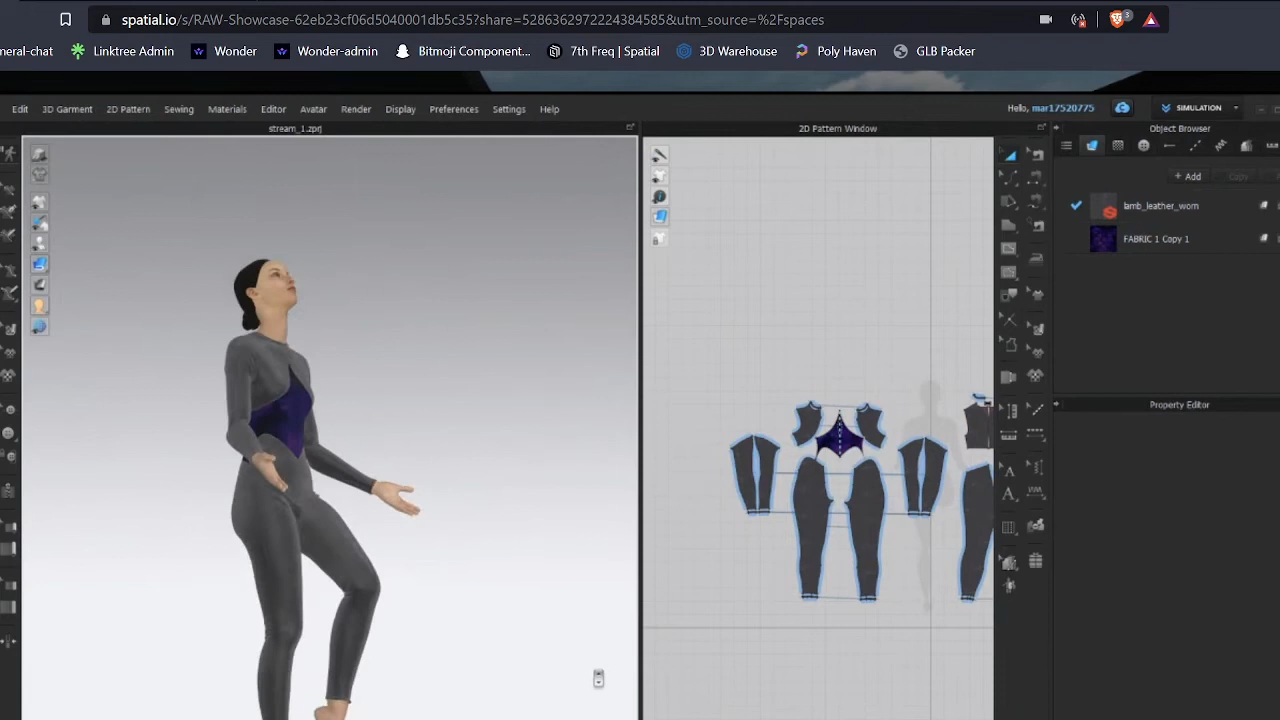 spatial.io/s/RAW-Showcase-62eb23cf06d5040001db5c35?share=5286362972224384585&utm_source=%2Fspaces
3
neral-chat Linktree Admin Wonder Wonder-admin Bitmoji Component... 7th Freq | Spatial 3D Warehouse Poly Haven GLB Packer
Edit 3D Garment 2D Pattern Sewing Materials Editor Avatar Render Display Preferences Settings Help Hello, mar17520775 SIMULATION
stream_1.zprj 2D Pattern Window Object Browser
+ Add Copy
lamb_leather_worn
FABRIC 1 Copy 1
Property Editor